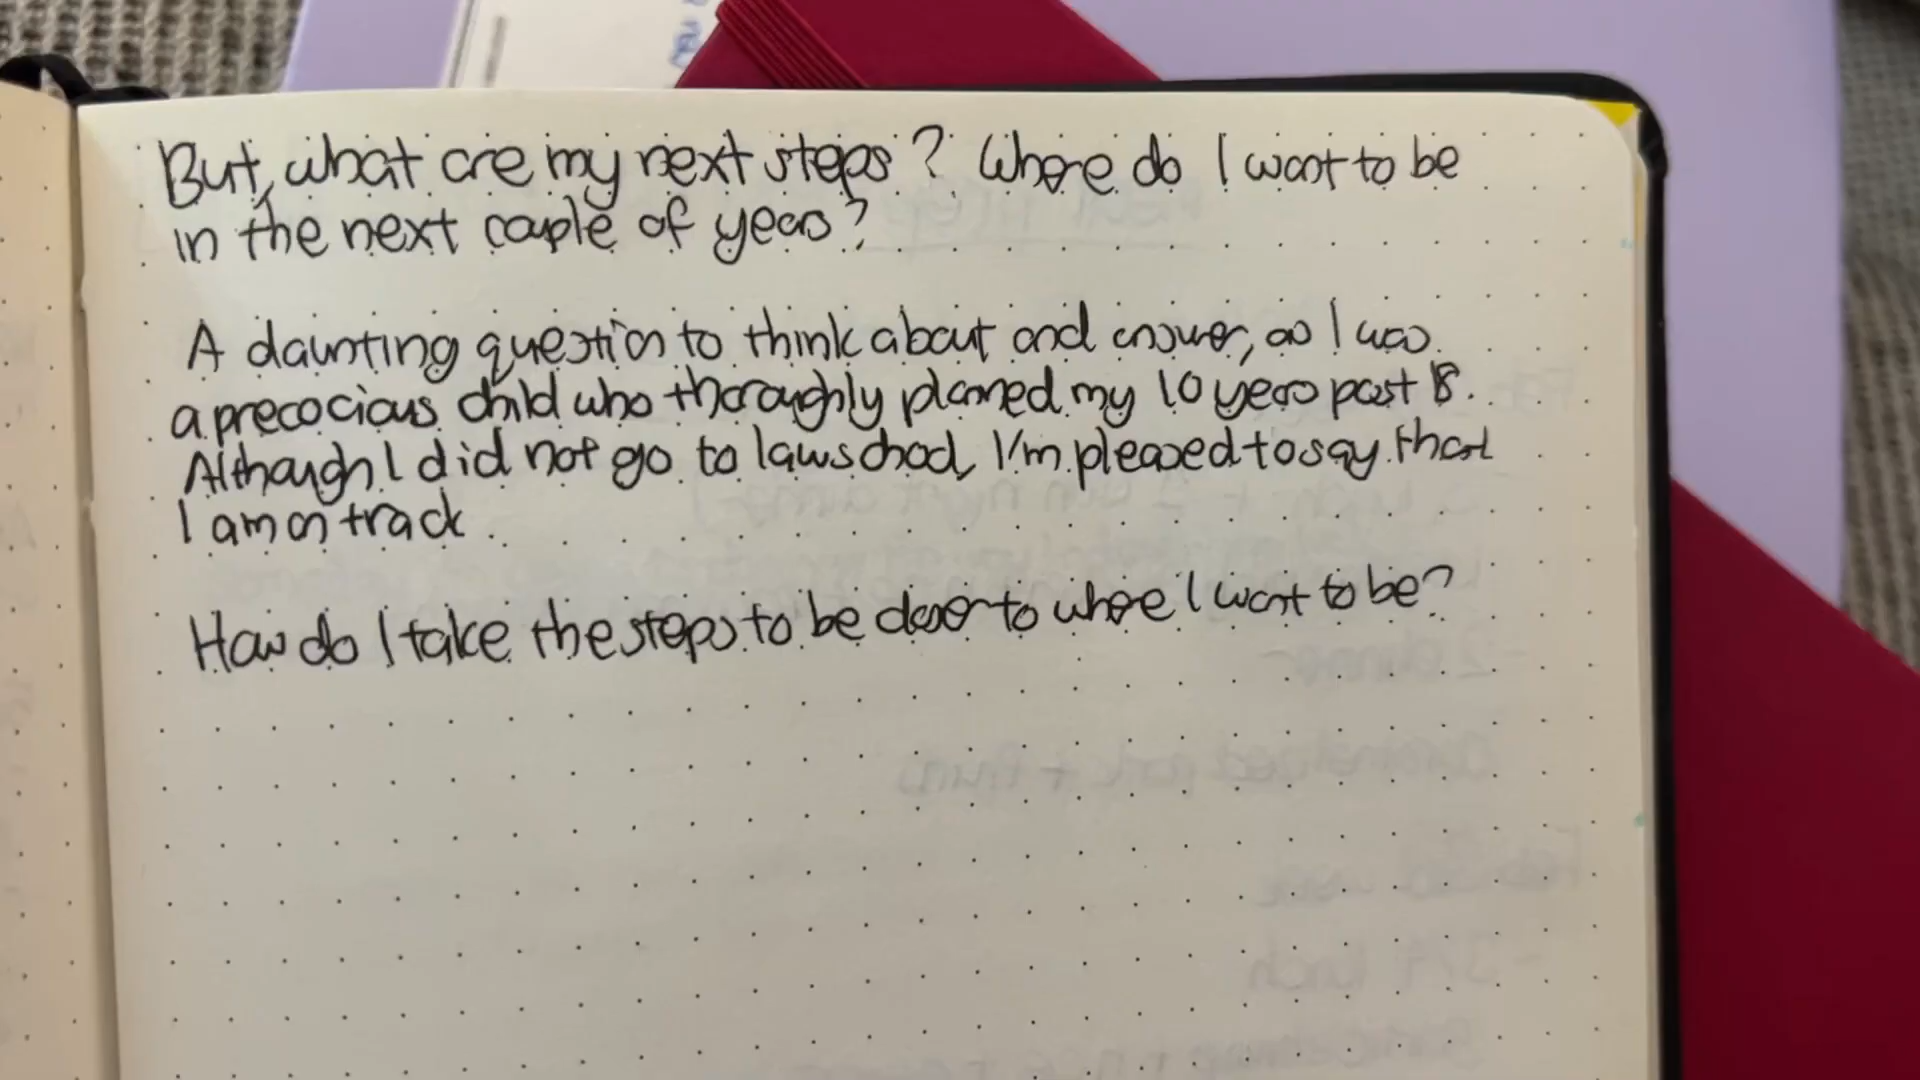 But, what are my next steps? Where do I want to be
in the next couple of years?
A daunting question to think about and answer, as I was
a precocious child who thoroughly planned my 10 years past 18.
Although I did not go to law school, I'm pleased to say that
I am on track
How do I take the steps to be closer to where I want to be?